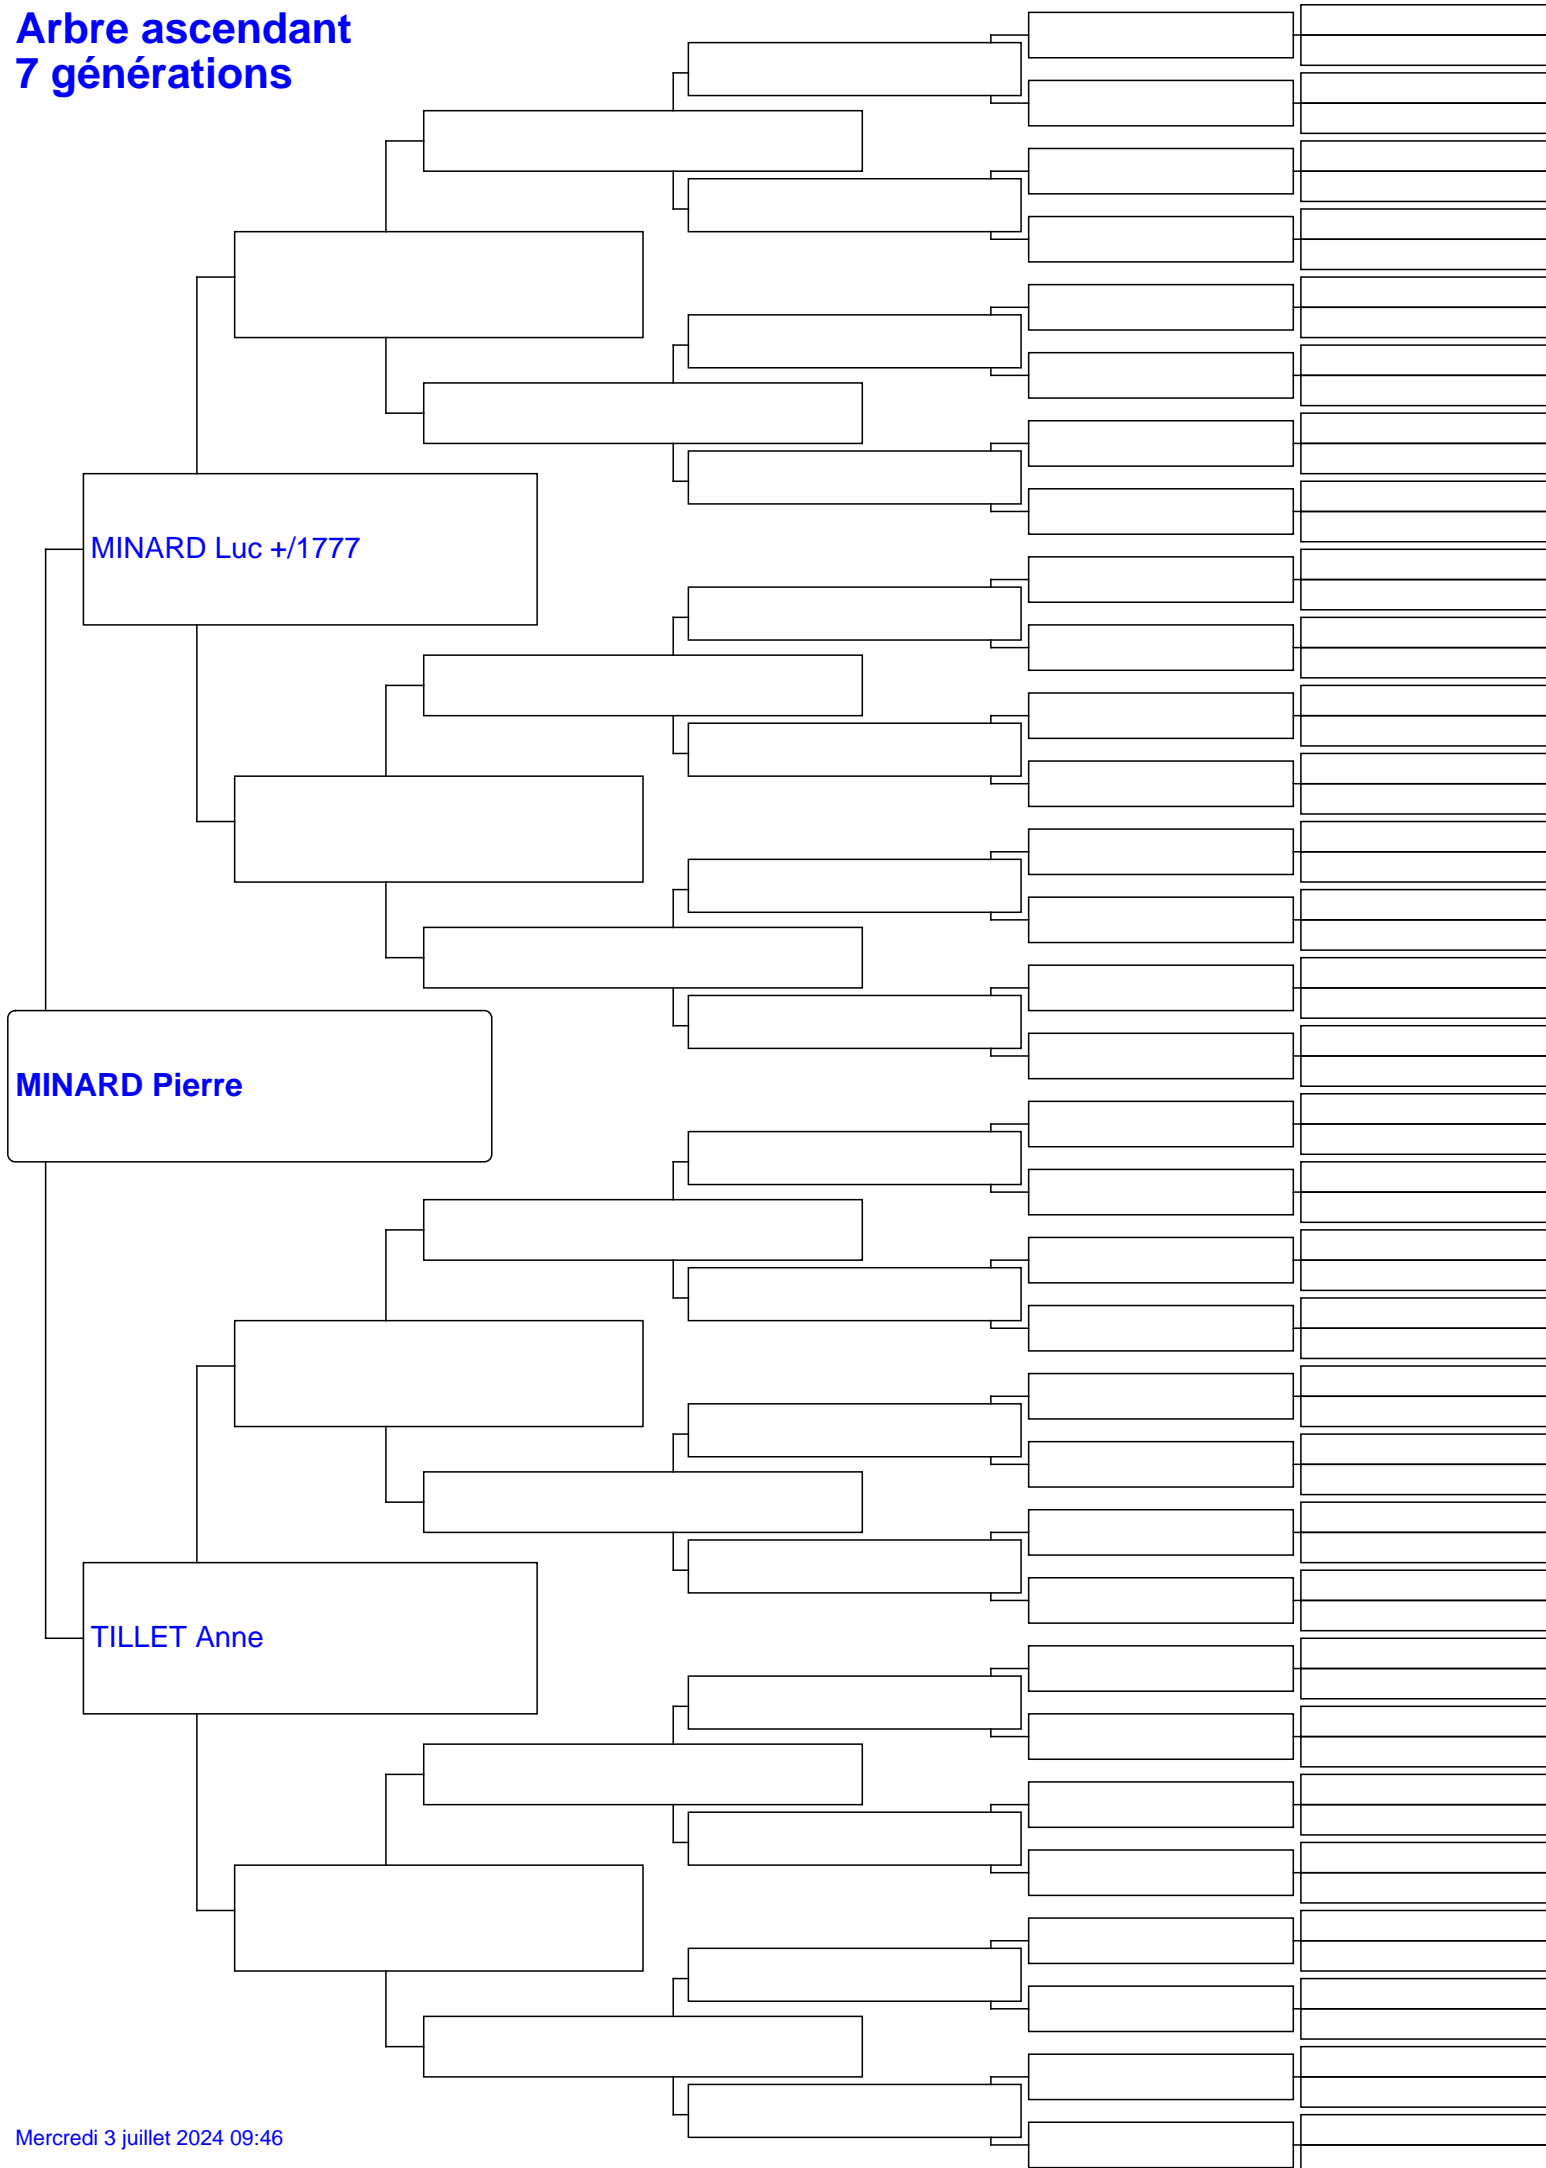 Arbre ascendant
7 générations
MINARD Luc +/1777
MINARD Pierre
TILLET Anne
Mercredi 3 juillet 2024 09:46